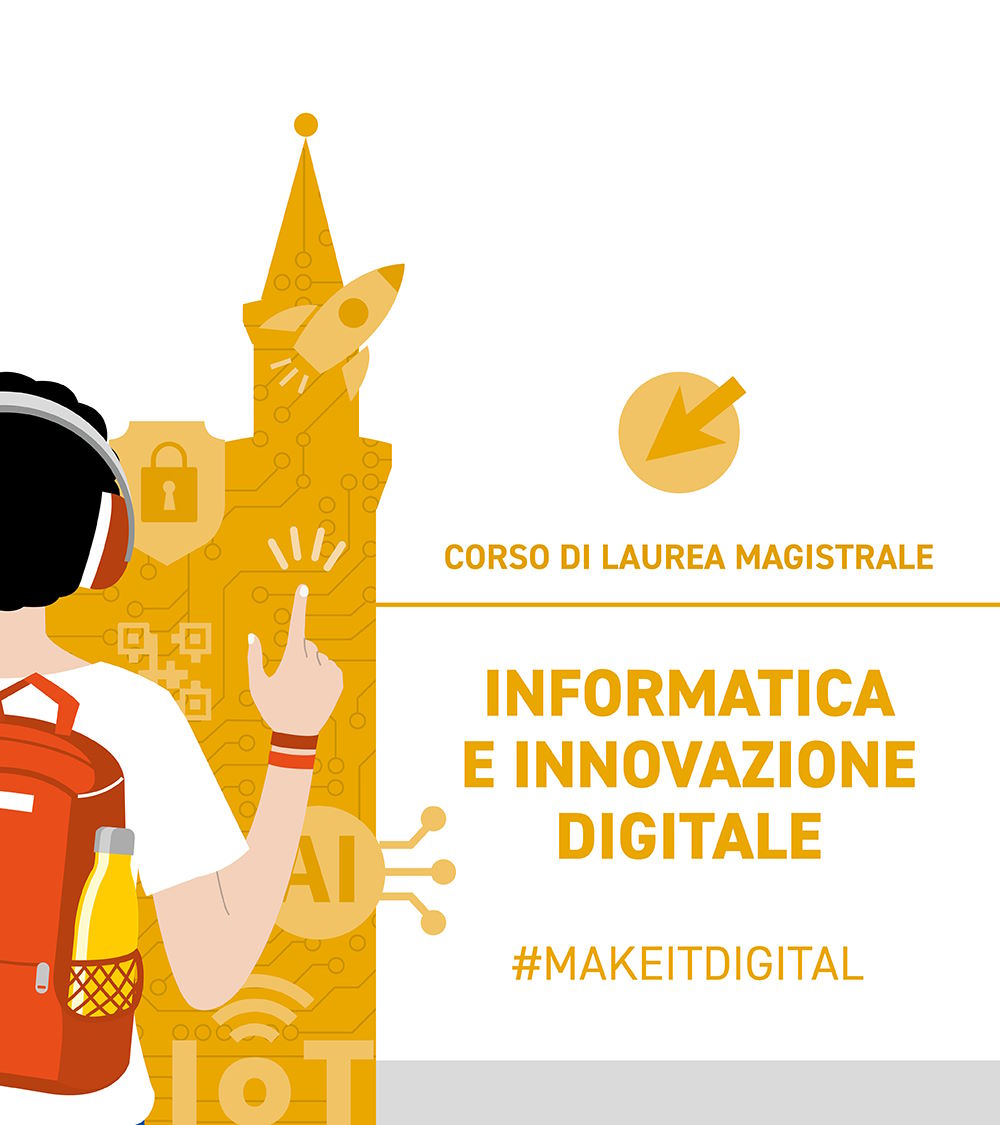 CORSO DI LAUREA MAGISTRALE
INFORMATICA
E INNOVAZIONE
DIGITALE
#MAKEITDIGITAL
AI
IoT